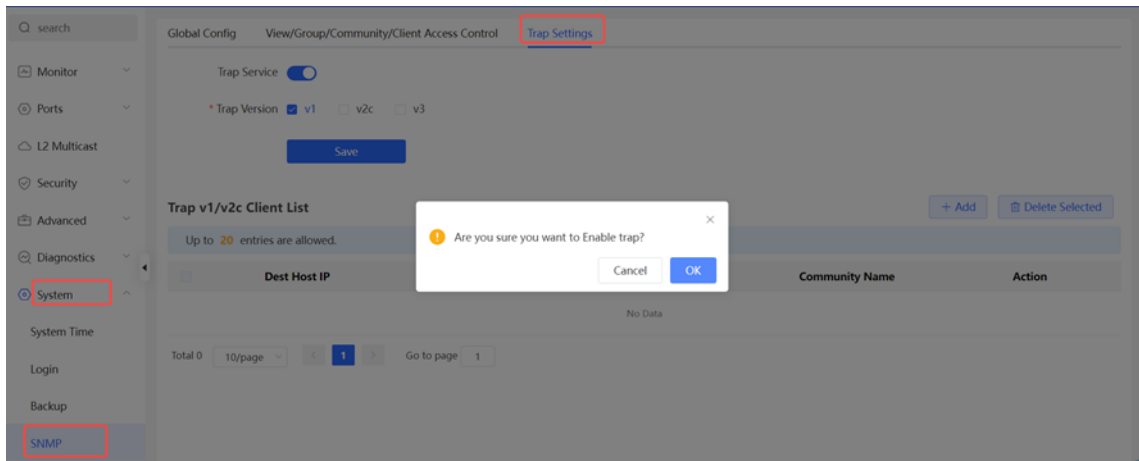 search
Global Config View/Group/Community/Client Access Control Trap Settings
Monitor
Trap Service
Ports
* Trap Version v1 v2c v3
L2 Multicast
Save
Security
Advanced
Trap v1/v2c Client List
+ Add Delete Selected
Are you sure you want to Enable trap?
Up to 20 entries are allowed.
Diagnostics
Cancel OK
Dest Host IP Community Name Action
System
No Data
System Time
Total 0 10/page < 1 > Go to page 1
Login
Backup
SNMP